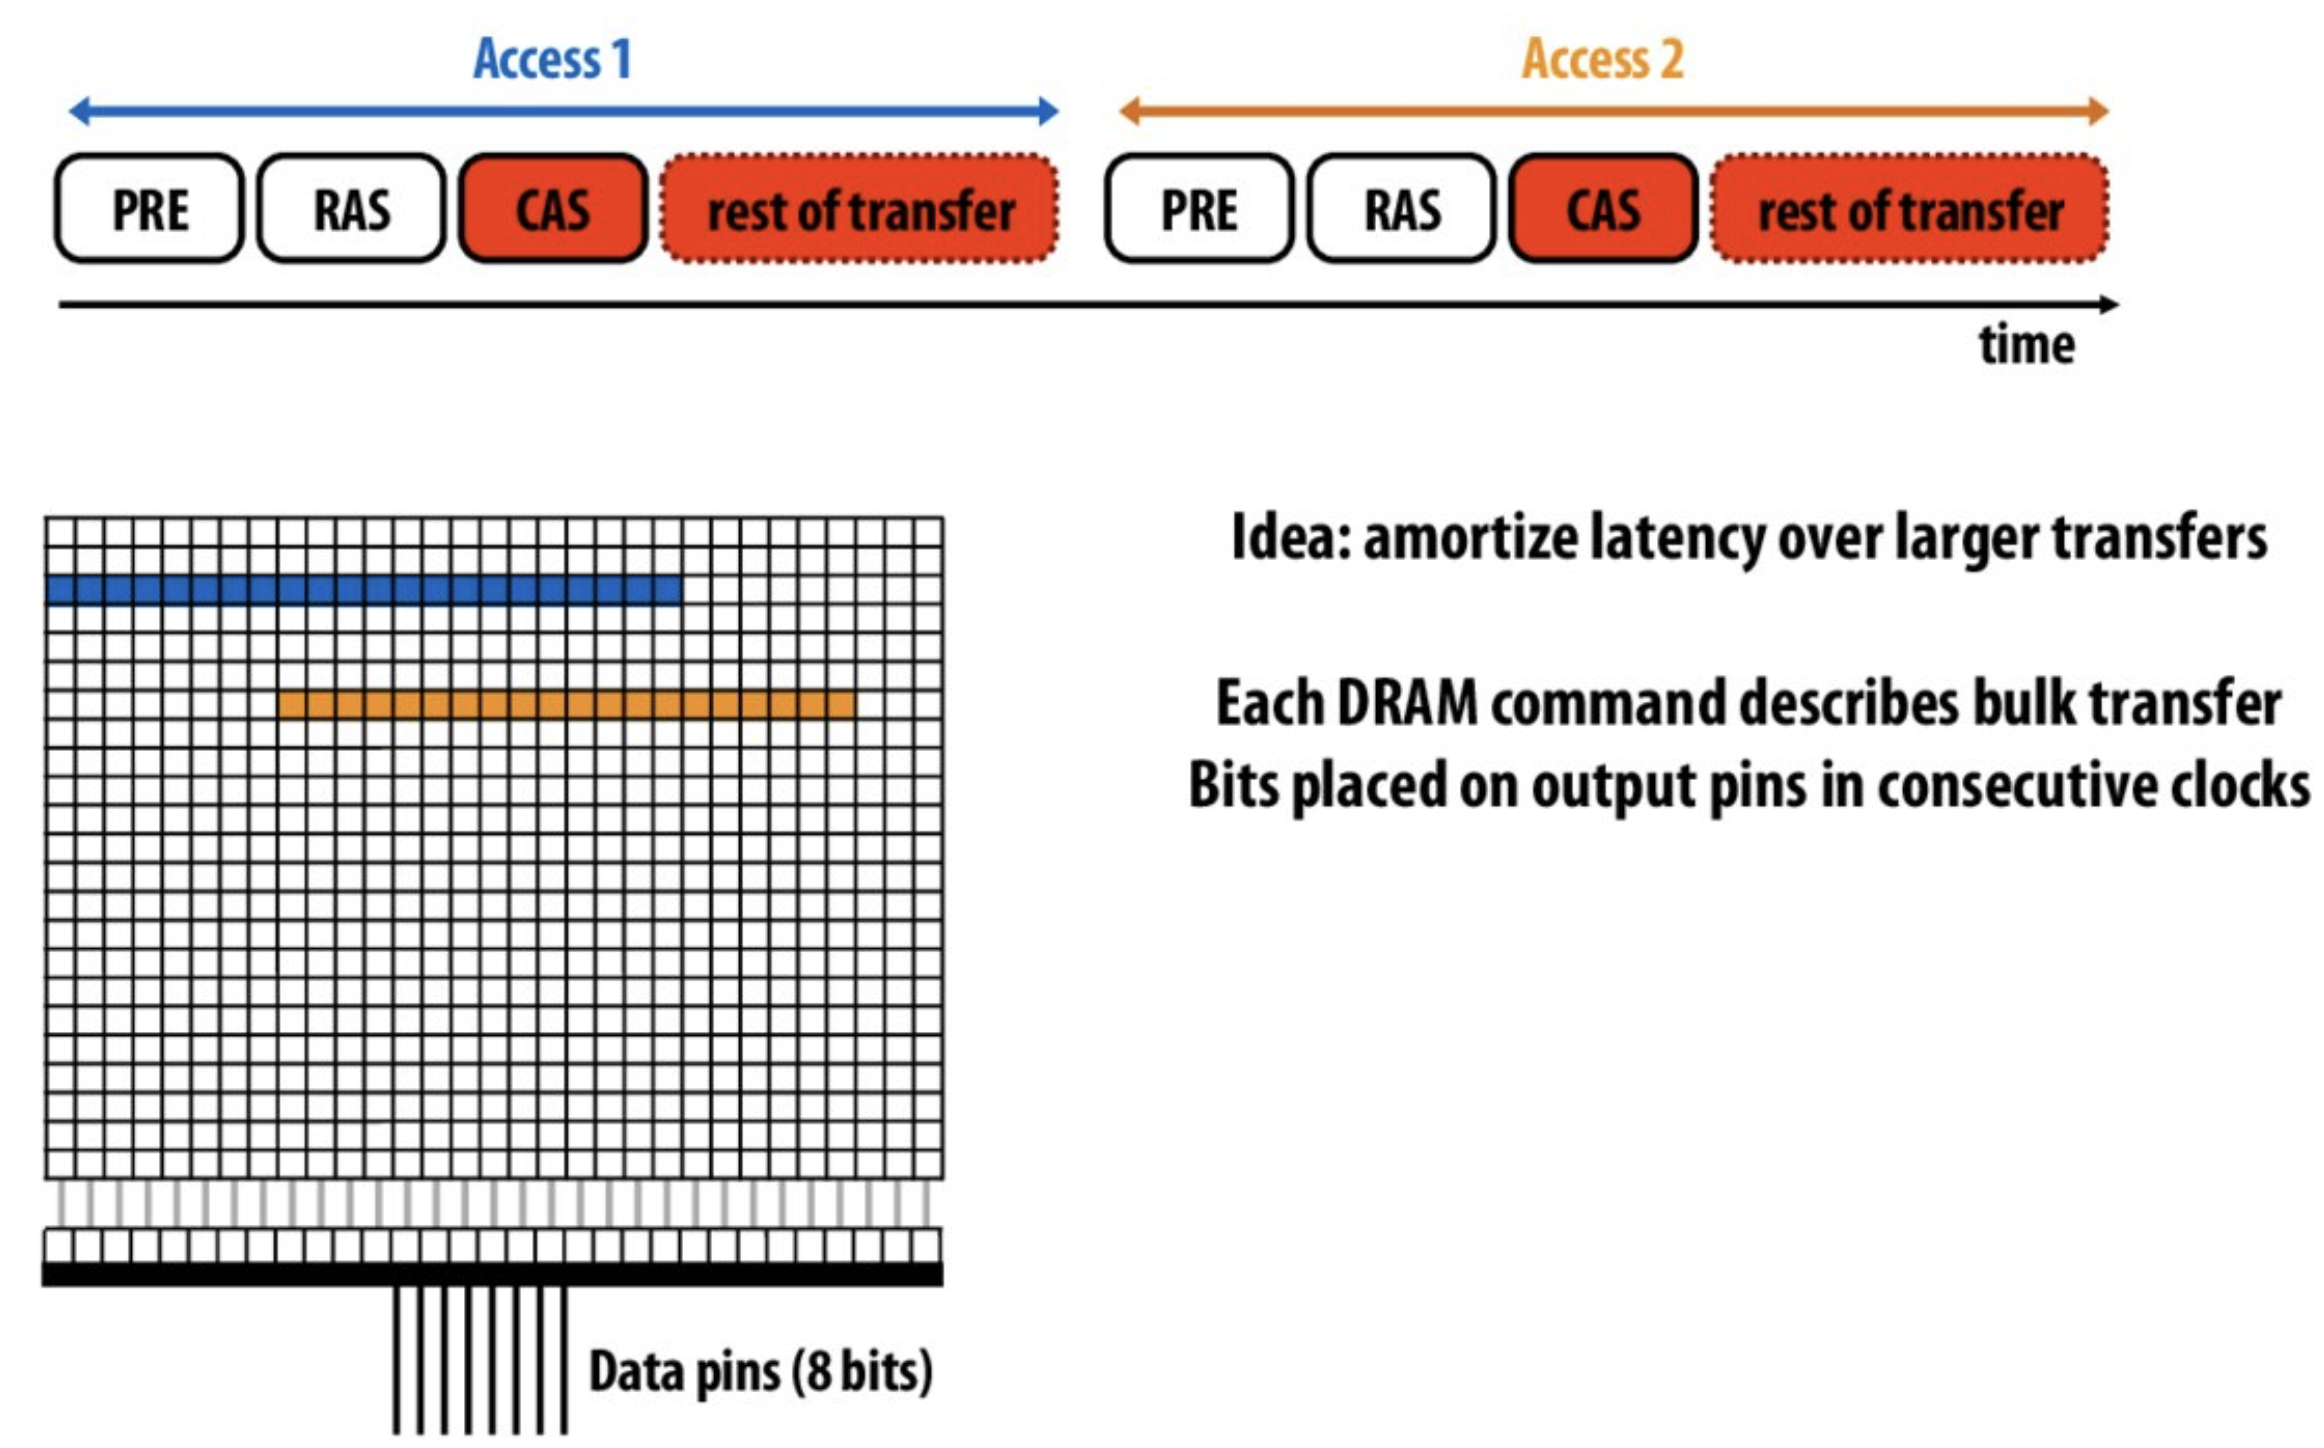 Access 1
Access 2
PRE RAS CAS rest of transfer PRE RAS CAS rest of transfer
time
Idea: amortize latency over larger transfers
Each DRAM command describes bulk transfer
Bits placed on output pins in consecutive clocks
Data pins (8 bits)